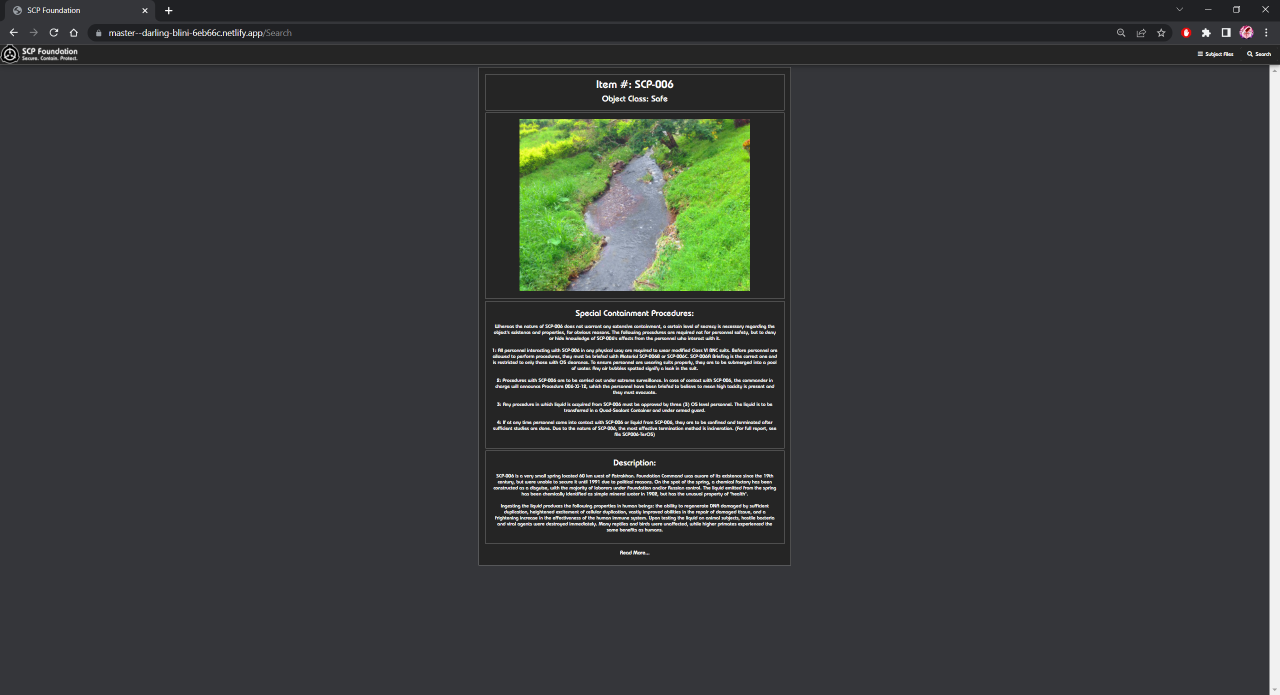 SCP Foundation
master--darling-blini-6eb66c.netlify.app/Search
SCP Foundation
Secure. Contain. Protect.
Subject Files
Search
Item #: SCP-006
Object Class: Safe
Special Containment Procedures:
Whereas the nature of SCP-006 does not warrant any extensive containment, a certain level of secrecy is necessary regarding the
object's existence and properties, for obvious reasons. The following procedures are required not for personnel safety, but to deny
or hide knowledge of SCP-006's effects from the personnel who interact with it.
1: All personnel interacting with SCP-006 in any physical way are required to wear modified Class VI BNC suits. Before personnel are
allowed to perform procedures, they must be briefed with Material SCP-006B or SCP-006C. SCP-006A Briefing is the correct one and
is restricted to only those with O5 clearance. To ensure personnel are wearing suits properly, they are to be submerged into a pool
of water. Any air bubbles spotted signify a leak in the suit.
2: Procedures with SCP-006 are to be carried out under extreme surveillance. In case of contact with SCP-006, the commander in
charge will announce Procedure 006-XI-12, which the personnel have been briefed to believe to mean high toxicity is present and
they must evacuate.
3: Any procedure in which liquid is acquired from SCP-006 must be approved by three (3) O5 level personnel. The liquid is to be
transferred in a Quad-Sealant Container and under armed guard.
4: If at any time personnel come into contact with SCP-006 or liquid from SCP-006, they are to be confined and terminated after
sufficient studies are done. Due to the nature of SCP-006, the most effective termination method is incineration. (For full report, see
file SCP006-TerO5)
Description:
SCP-006 is a very small spring located 60 km west of Astrakhan. Foundation Command was aware of its existence since the 19th
century, but were unable to secure it until 1991 due to political reasons. On the spot of the spring, a chemical factory has been
constructed as a disguise, with the majority of laborers under Foundation and/or Russian control. The liquid emitted from the spring
has been chemically identified as simple mineral water in 1902, but has the unusual property of 'health'.
Ingesting the liquid produces the following properties in human beings: the ability to regenerate DNA damaged by sufficient
duplication, heightened excitement of cellular duplication, vastly improved abilities in the repair of damaged tissue, and a
frightening increase in the effectiveness of the human immune system. Upon testing the liquid on animal subjects, hostile bacteria
and viral agents were destroyed immediately. Many reptiles and birds were unaffected, while higher primates experienced the
same benefits as humans.
Read More...